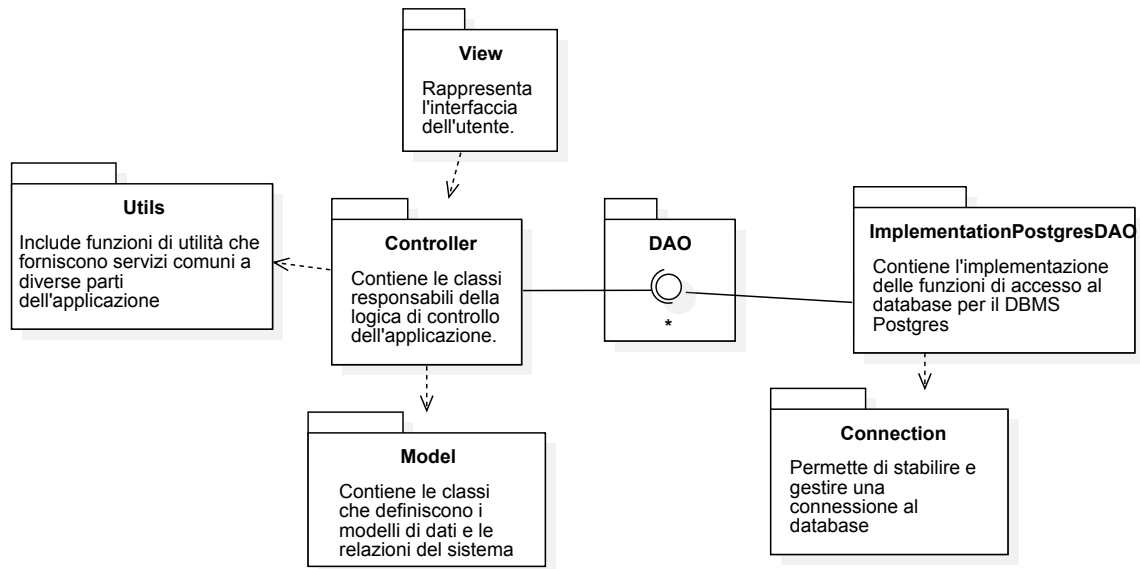 View
Rappresenta
l'interfaccia
dell'utente.
Utils
Include funzioni di utilità che
forniscono servizi comuni a
diverse parti
dell'applicazione
Controller
Contiene le classi
responsabili della
logica di controllo
dell'applicazione.
DAO
*
ImplementationPostgresDAO
Contiene l'implementazione
delle funzioni di accesso al
database per il DBMS
Postgres
Model
Contiene le classi
che definiscono i
modelli di dati e le
relazioni del sistema
Connection
Permette di stabilire e
gestire una
connessione al
database